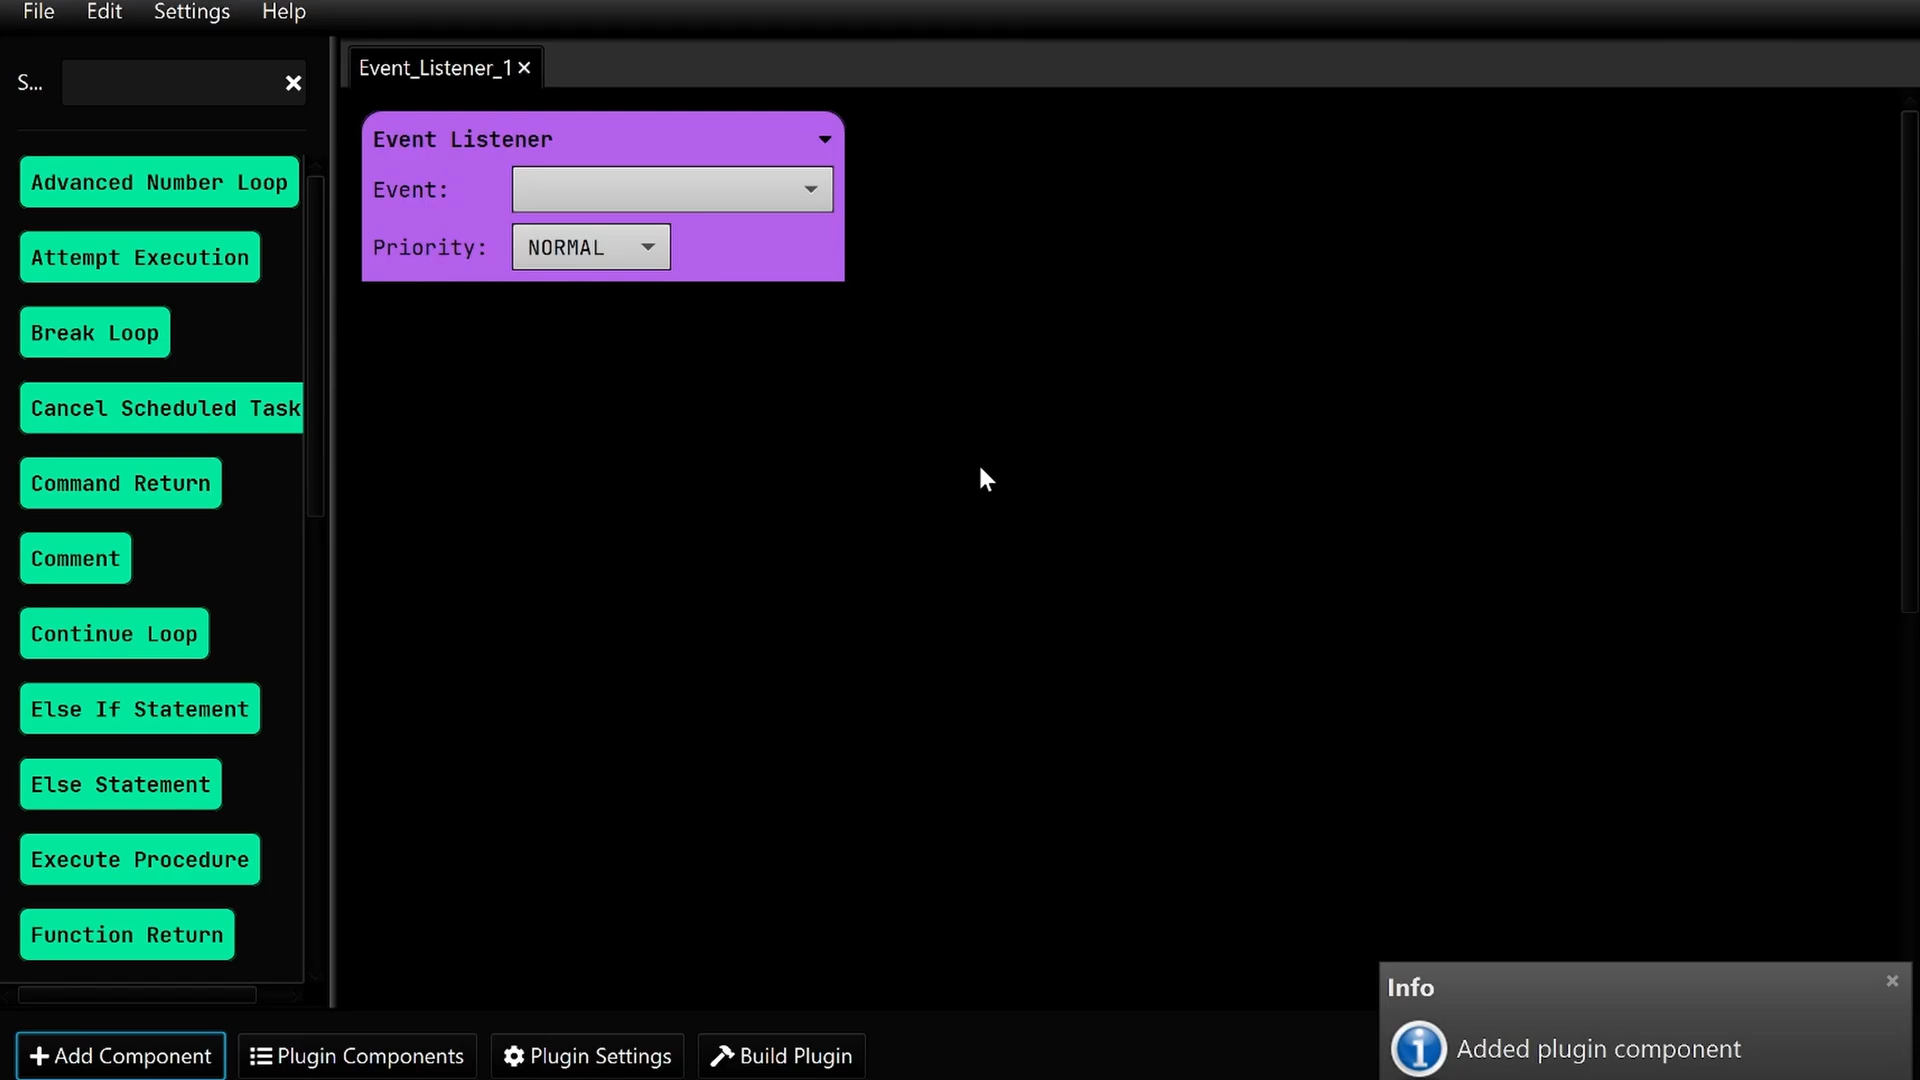 File Edit Settings Help
S...
Event_Listener_1
Event Listener
Event:
Priority: NORMAL
Advanced Number Loop
Attempt Execution
Break Loop
Cancel Scheduled Task
Command Return
Comment
Continue Loop
Else If Statement
Else Statement
Execute Procedure
Function Return
Add Component Plugin Components Plugin Settings Build Plugin
Info
Added plugin component